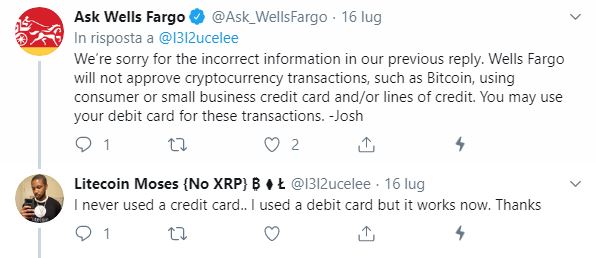 Ask Wells Fargo @Ask_WellsFargo · 16 lug
In risposta a @l3l2ucelee
We're sorry for the incorrect information in our previous reply. Wells Fargo
will not approve cryptocurrency transactions, such as Bitcoin, using
consumer or small business credit card and/or lines of credit. You may use
your debit card for these transactions. -Josh
1 2
Litecoin Moses {No XRP} ₿ ♦ Ł @l3l2ucelee · 16 lug
I never used a credit card.. I used a debit card but it works now. Thanks
1